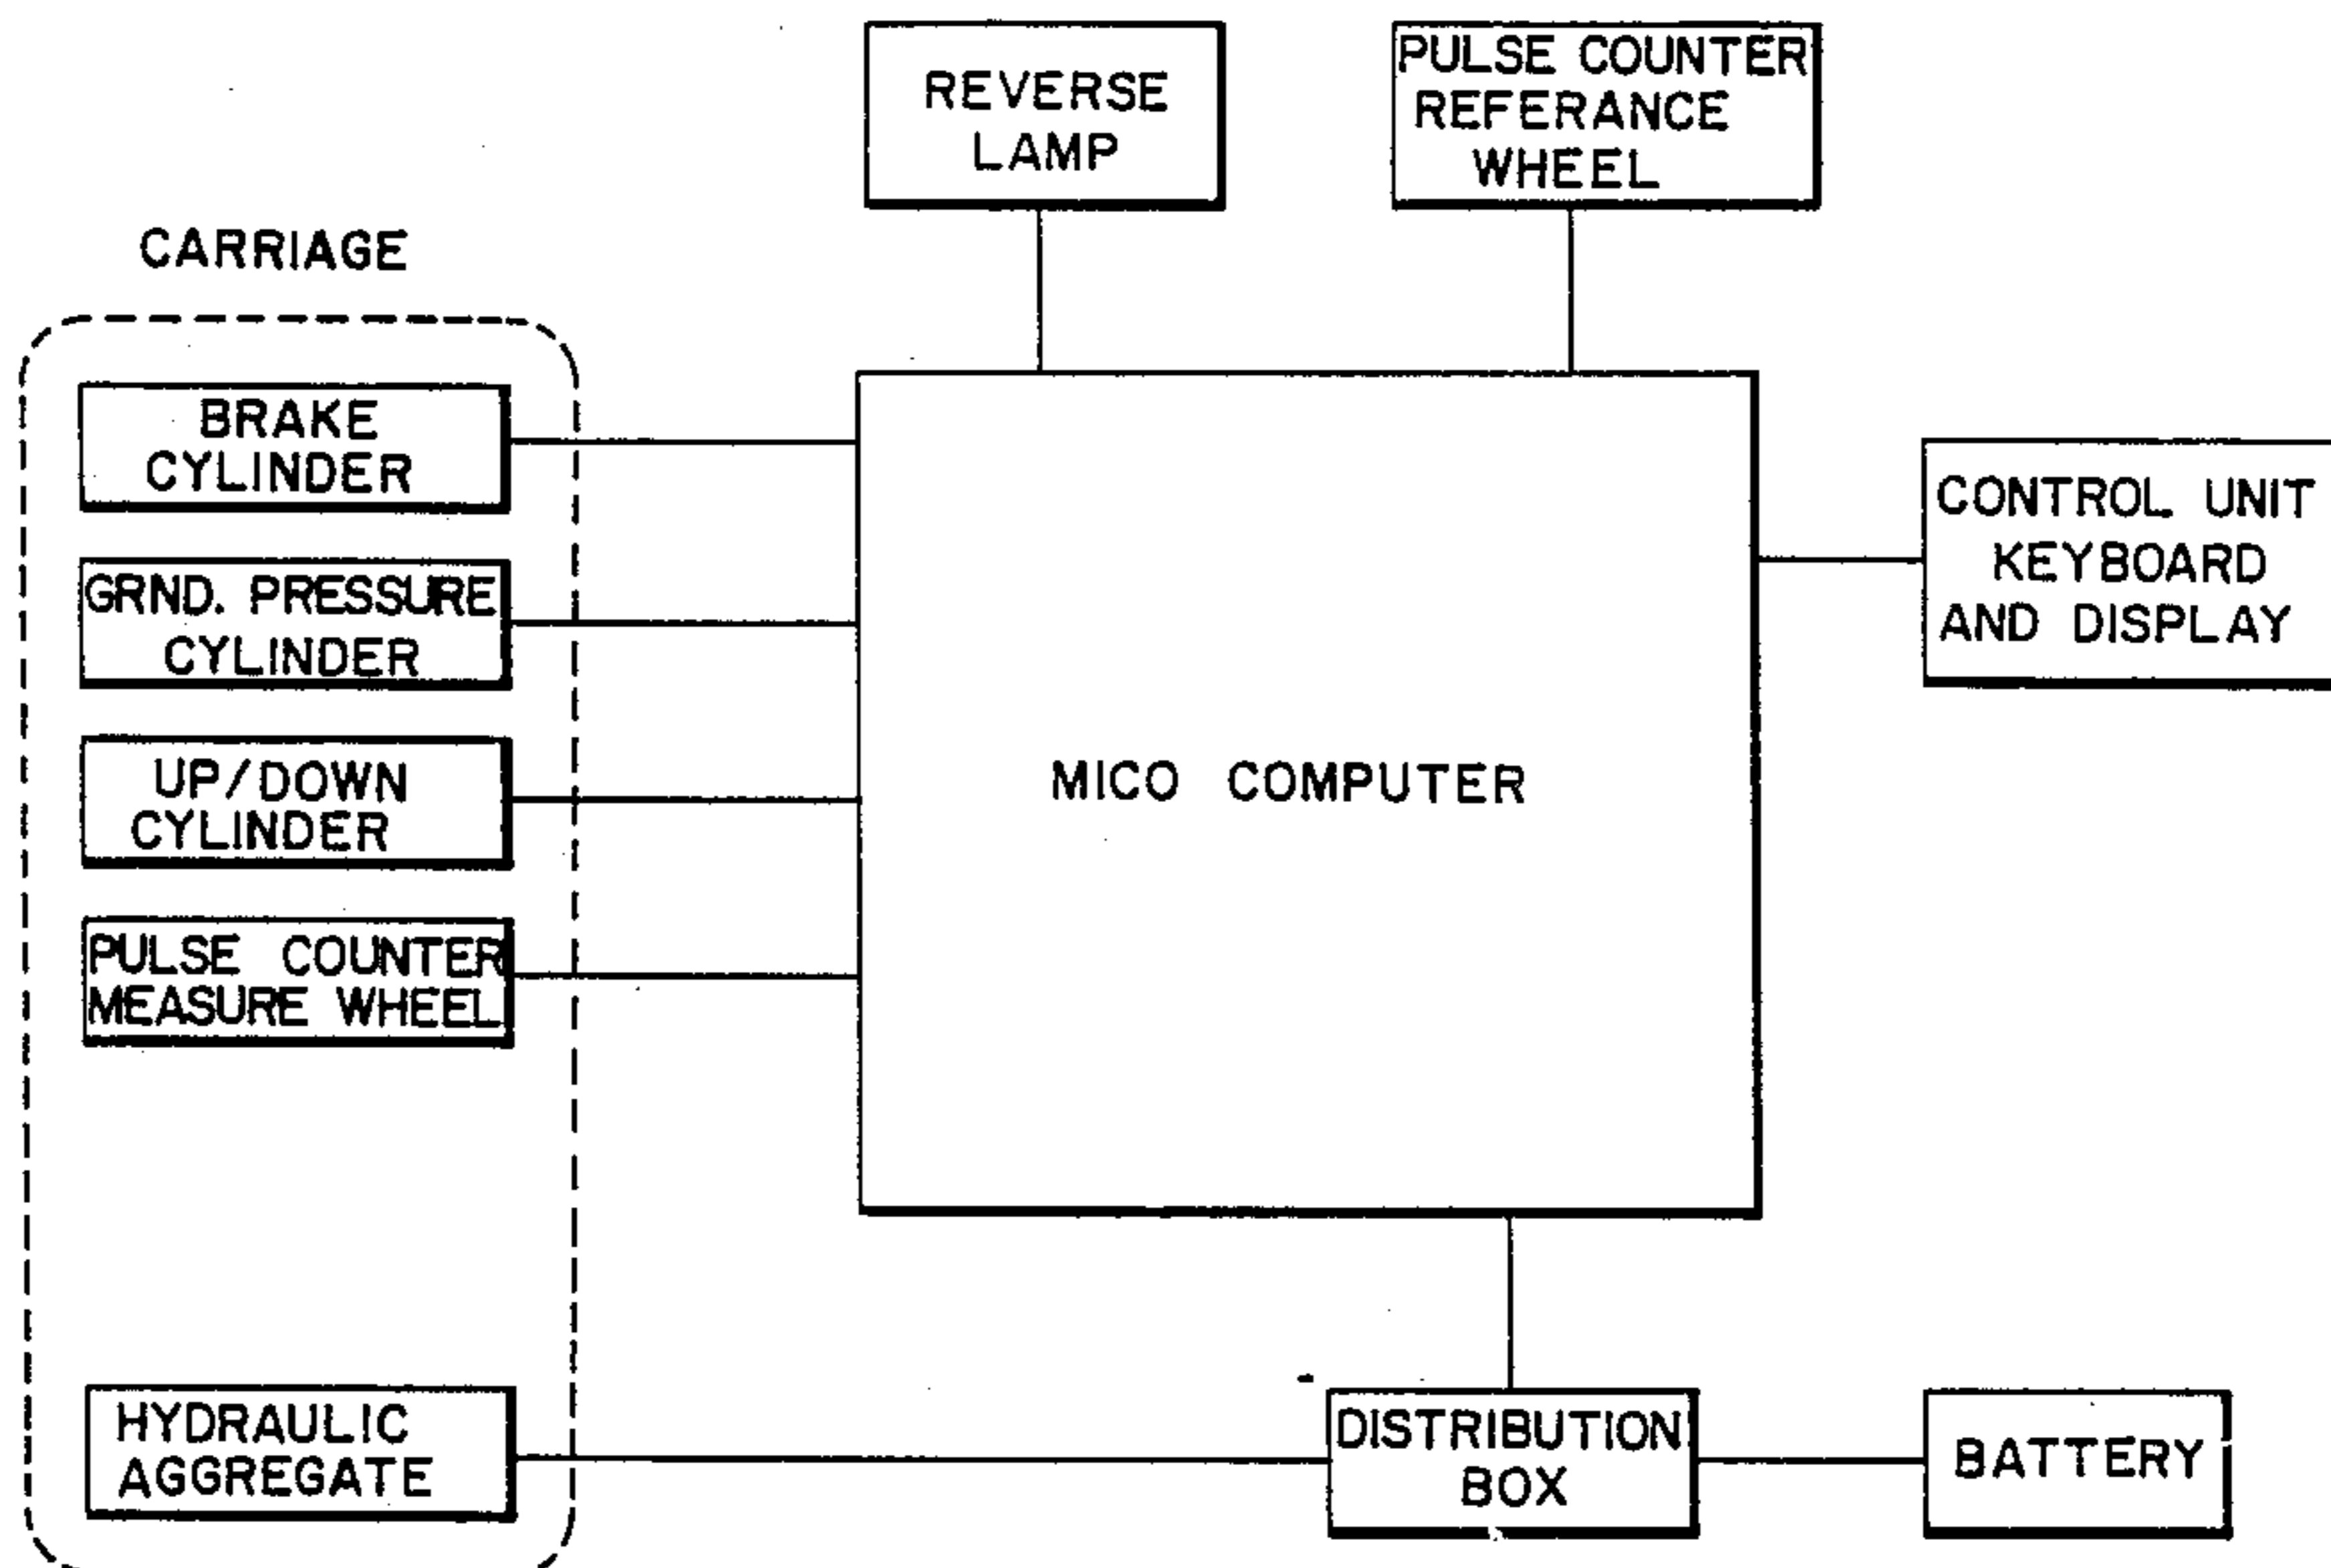 REVERSE
LAMP
PULSE COUNTER
REFERANCE
WHEEL
CARRIAGE
BRAKE
CYLINDER
GRND. PRESSURE
CYLINDER
UP/DOWN
CYLINDER
PULSE COUNTER
MEASURE WHEEL
MICO COMPUTER
CONTROL UNIT
KEYBOARD
AND DISPLAY
HYDRAULIC
AGGREGATE
DISTRIBUTION
BOX
BATTERY